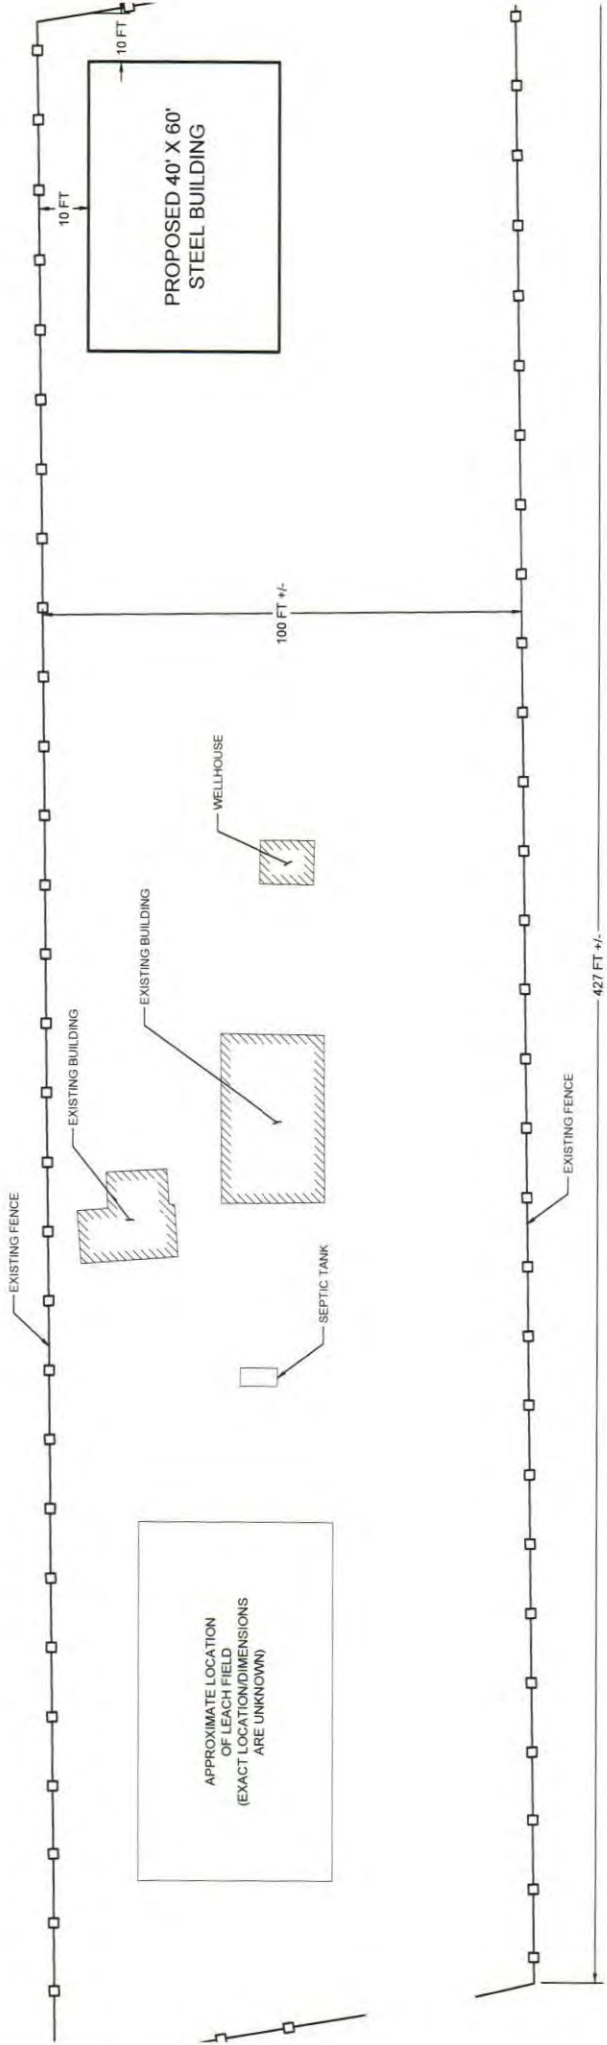 10 FT
10 FT
PROPOSED 40' X 60'
STEEL BUILDING
100 FT +/-
WELLHOUSE
EXISTING BUILDING
EXISTING BUILDING
EXISTING FENCE
SEPTIC TANK
EXISTING FENCE
427 FT +/-
APPROXIMATE LOCATION
OF LEACH FIELD
(EXACT LOCATION/DIMENSIONS
ARE UNKNOWN)